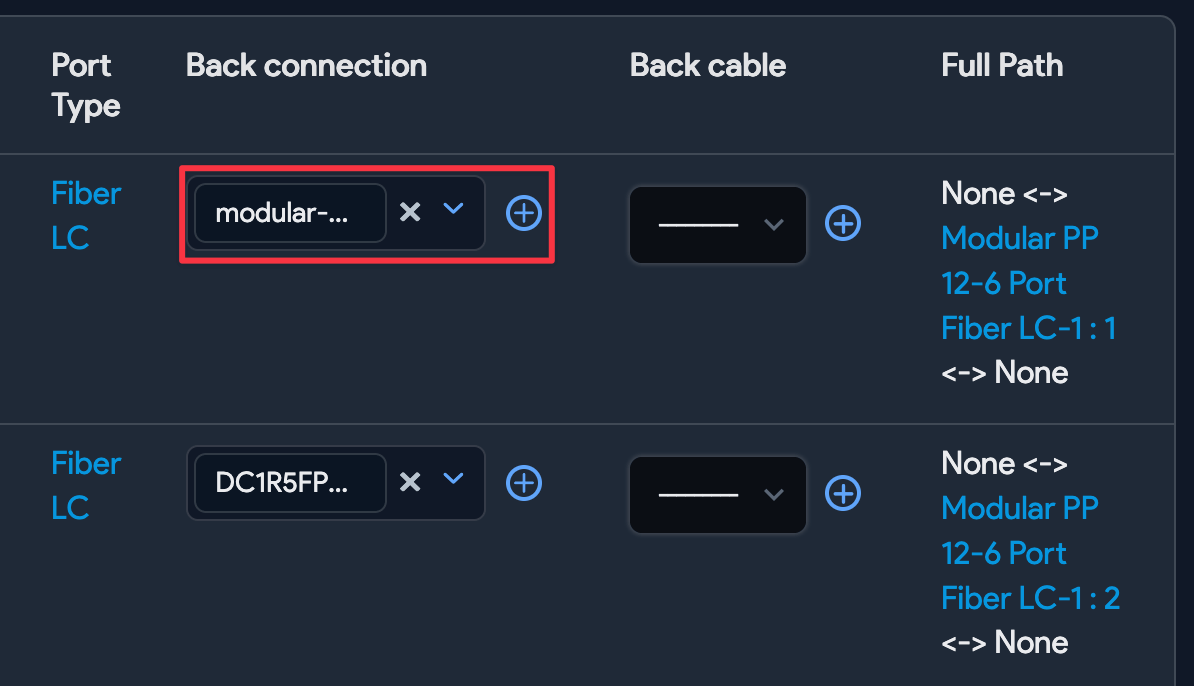 Port Type
Back connection
Back cable
Full Path
Fiber LC
modular-...
None <->
Modular PP
12-6 Port
Fiber LC-1 : 1
<-> None
Fiber LC
DC1R5FP...
None <->
Modular PP
12-6 Port
Fiber LC-1 : 2
<-> None